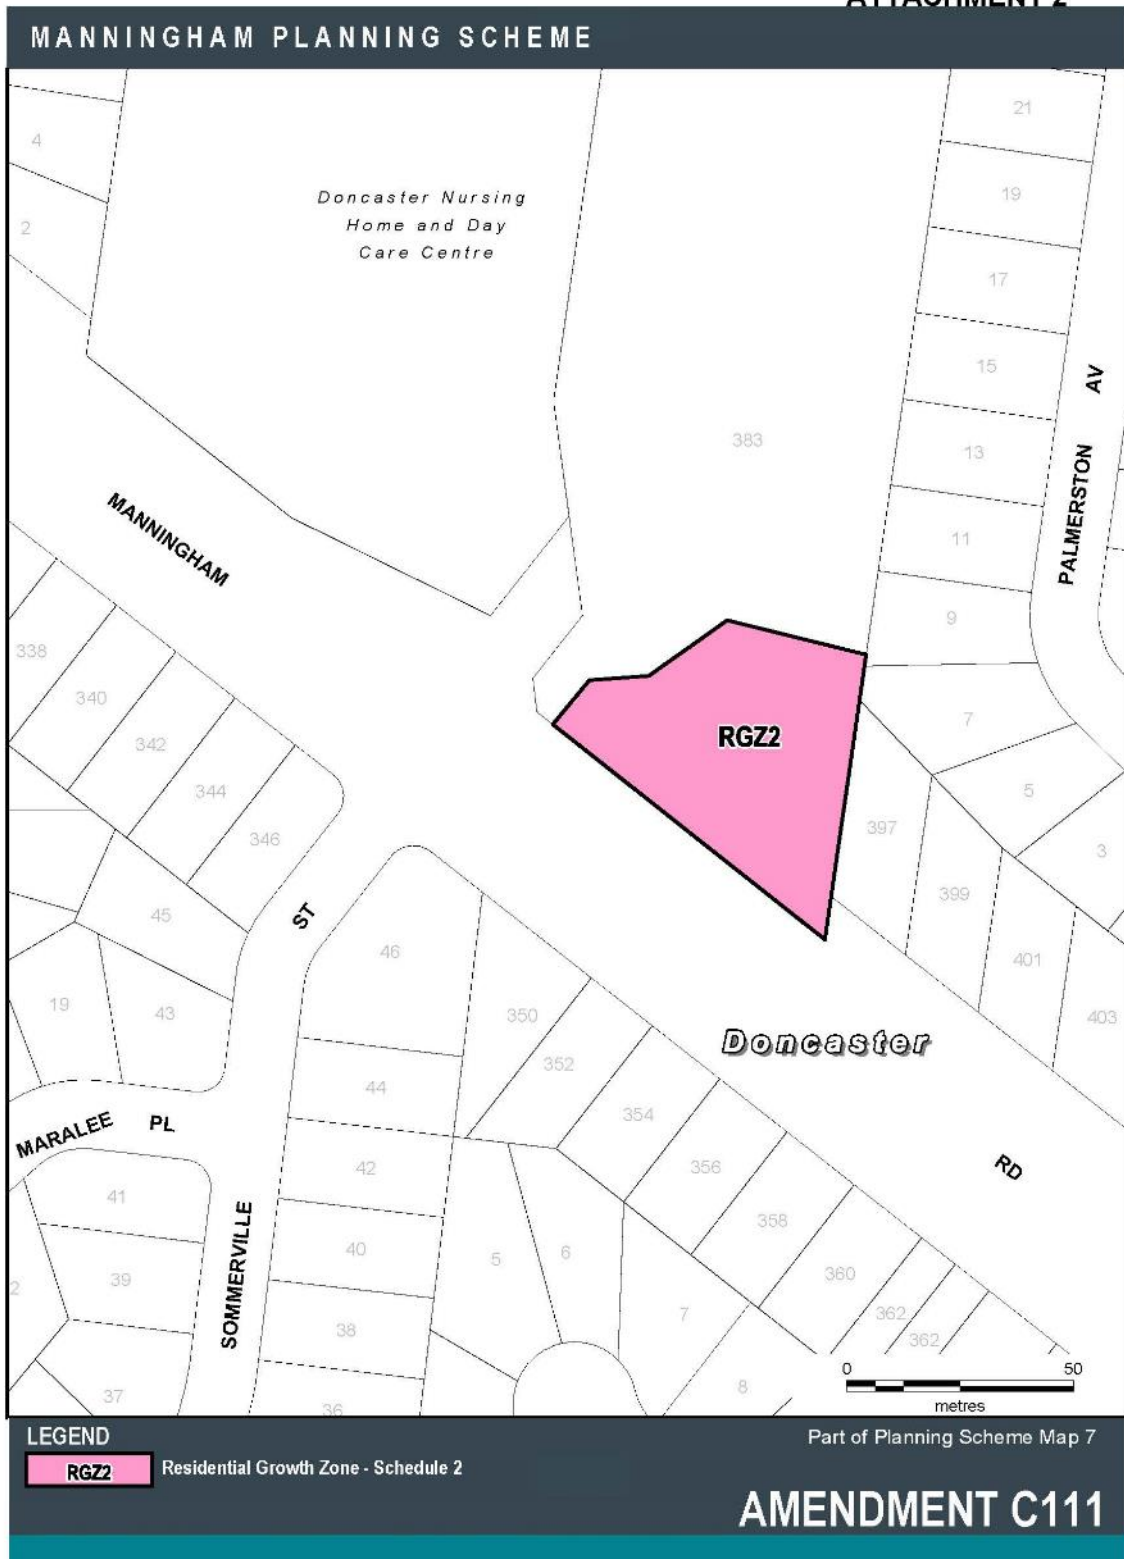 ATTACHMENT 2
MANNINGHAM PLANNING SCHEME
21
4
19
Doncaster Nursing
Home and Day
Care Centre
2
17
15
AV
383
13
PALMERSTON
MANNINGHAM
11
9
338
340
7
RGZ2
342
344
5
397
346
3
399
45
ST
46
401
19
43
350
403
Doncaster
352
44
354
MARALEE PL
42
356
RD
41
358
40
5
6
39
360
2
SOMMERVILLE
362
7
38
362
0 50
metres
8
37
36
LEGEND
Part of Planning Scheme Map 7
RGZ2 Residential Growth Zone - Schedule 2
AMENDMENT C111